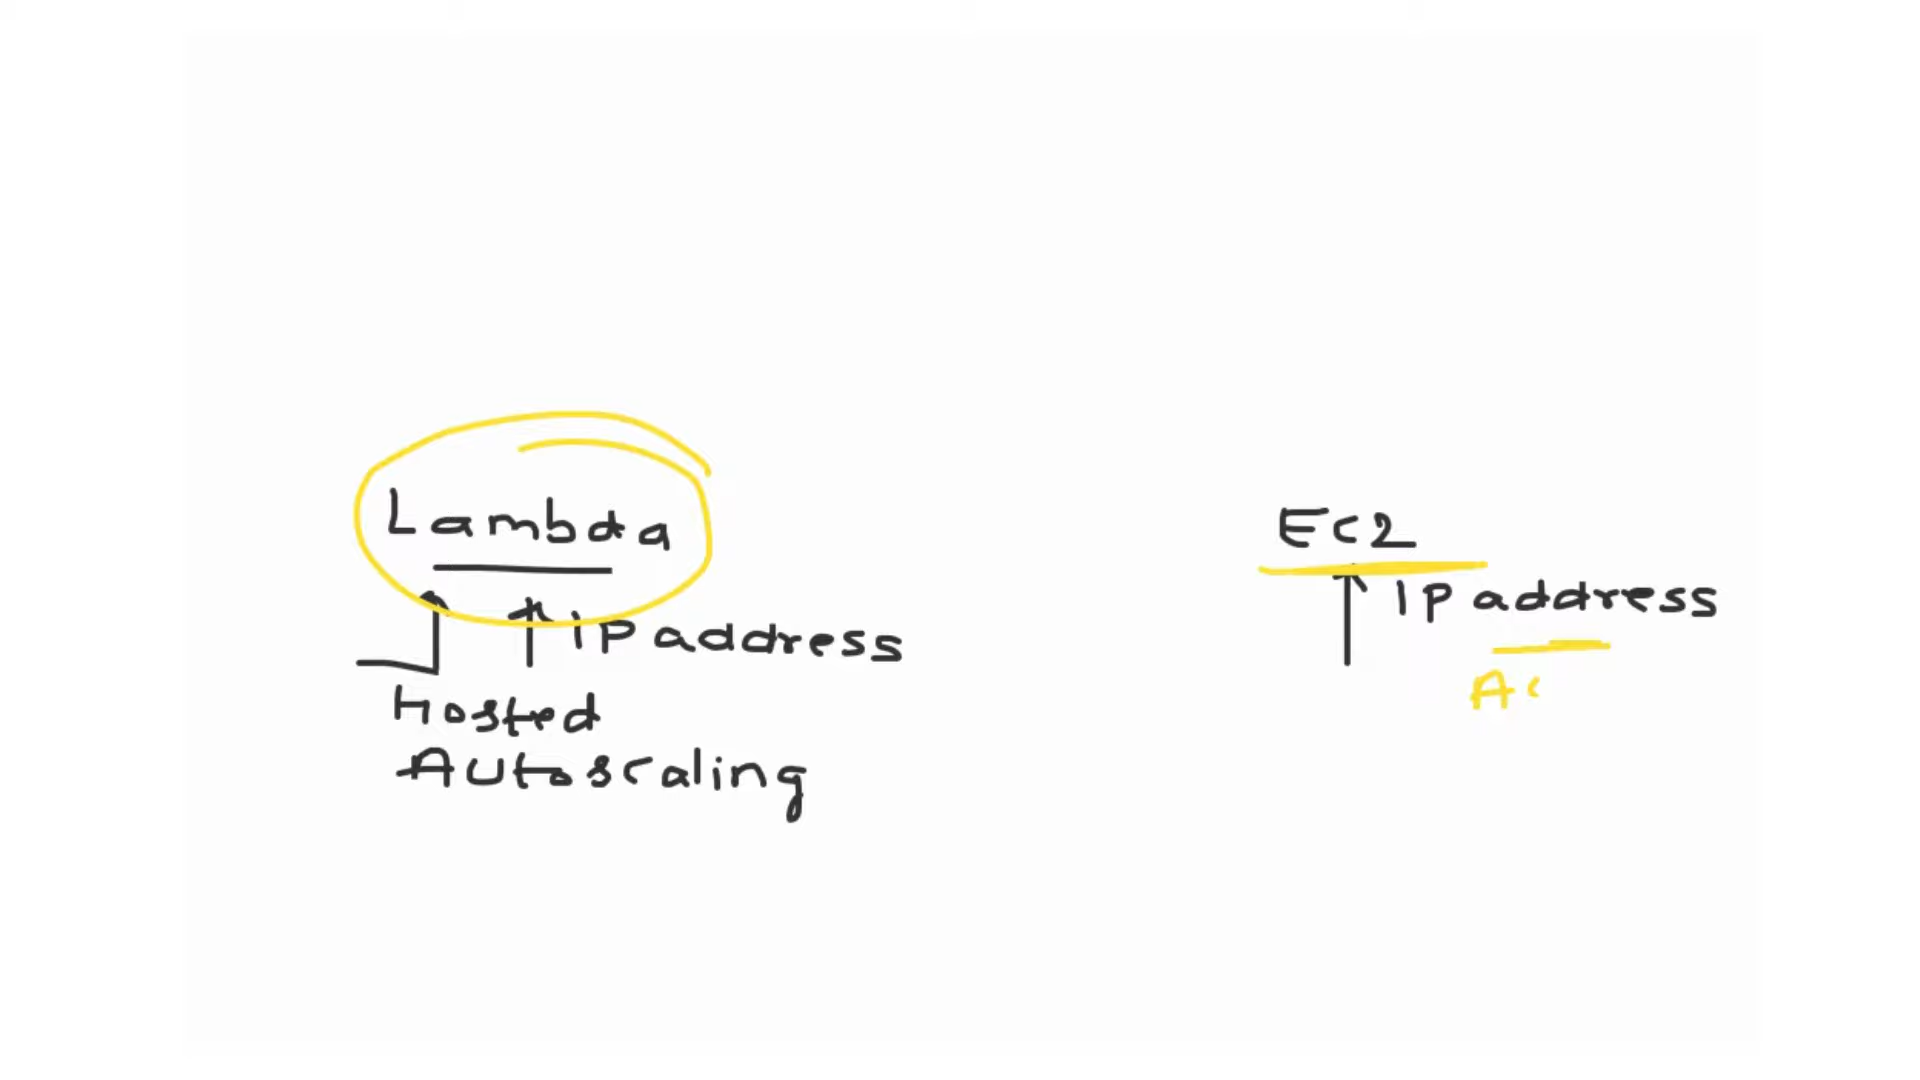 Lambda
IP address
Hosted
Autoscaling
EC2
IP address